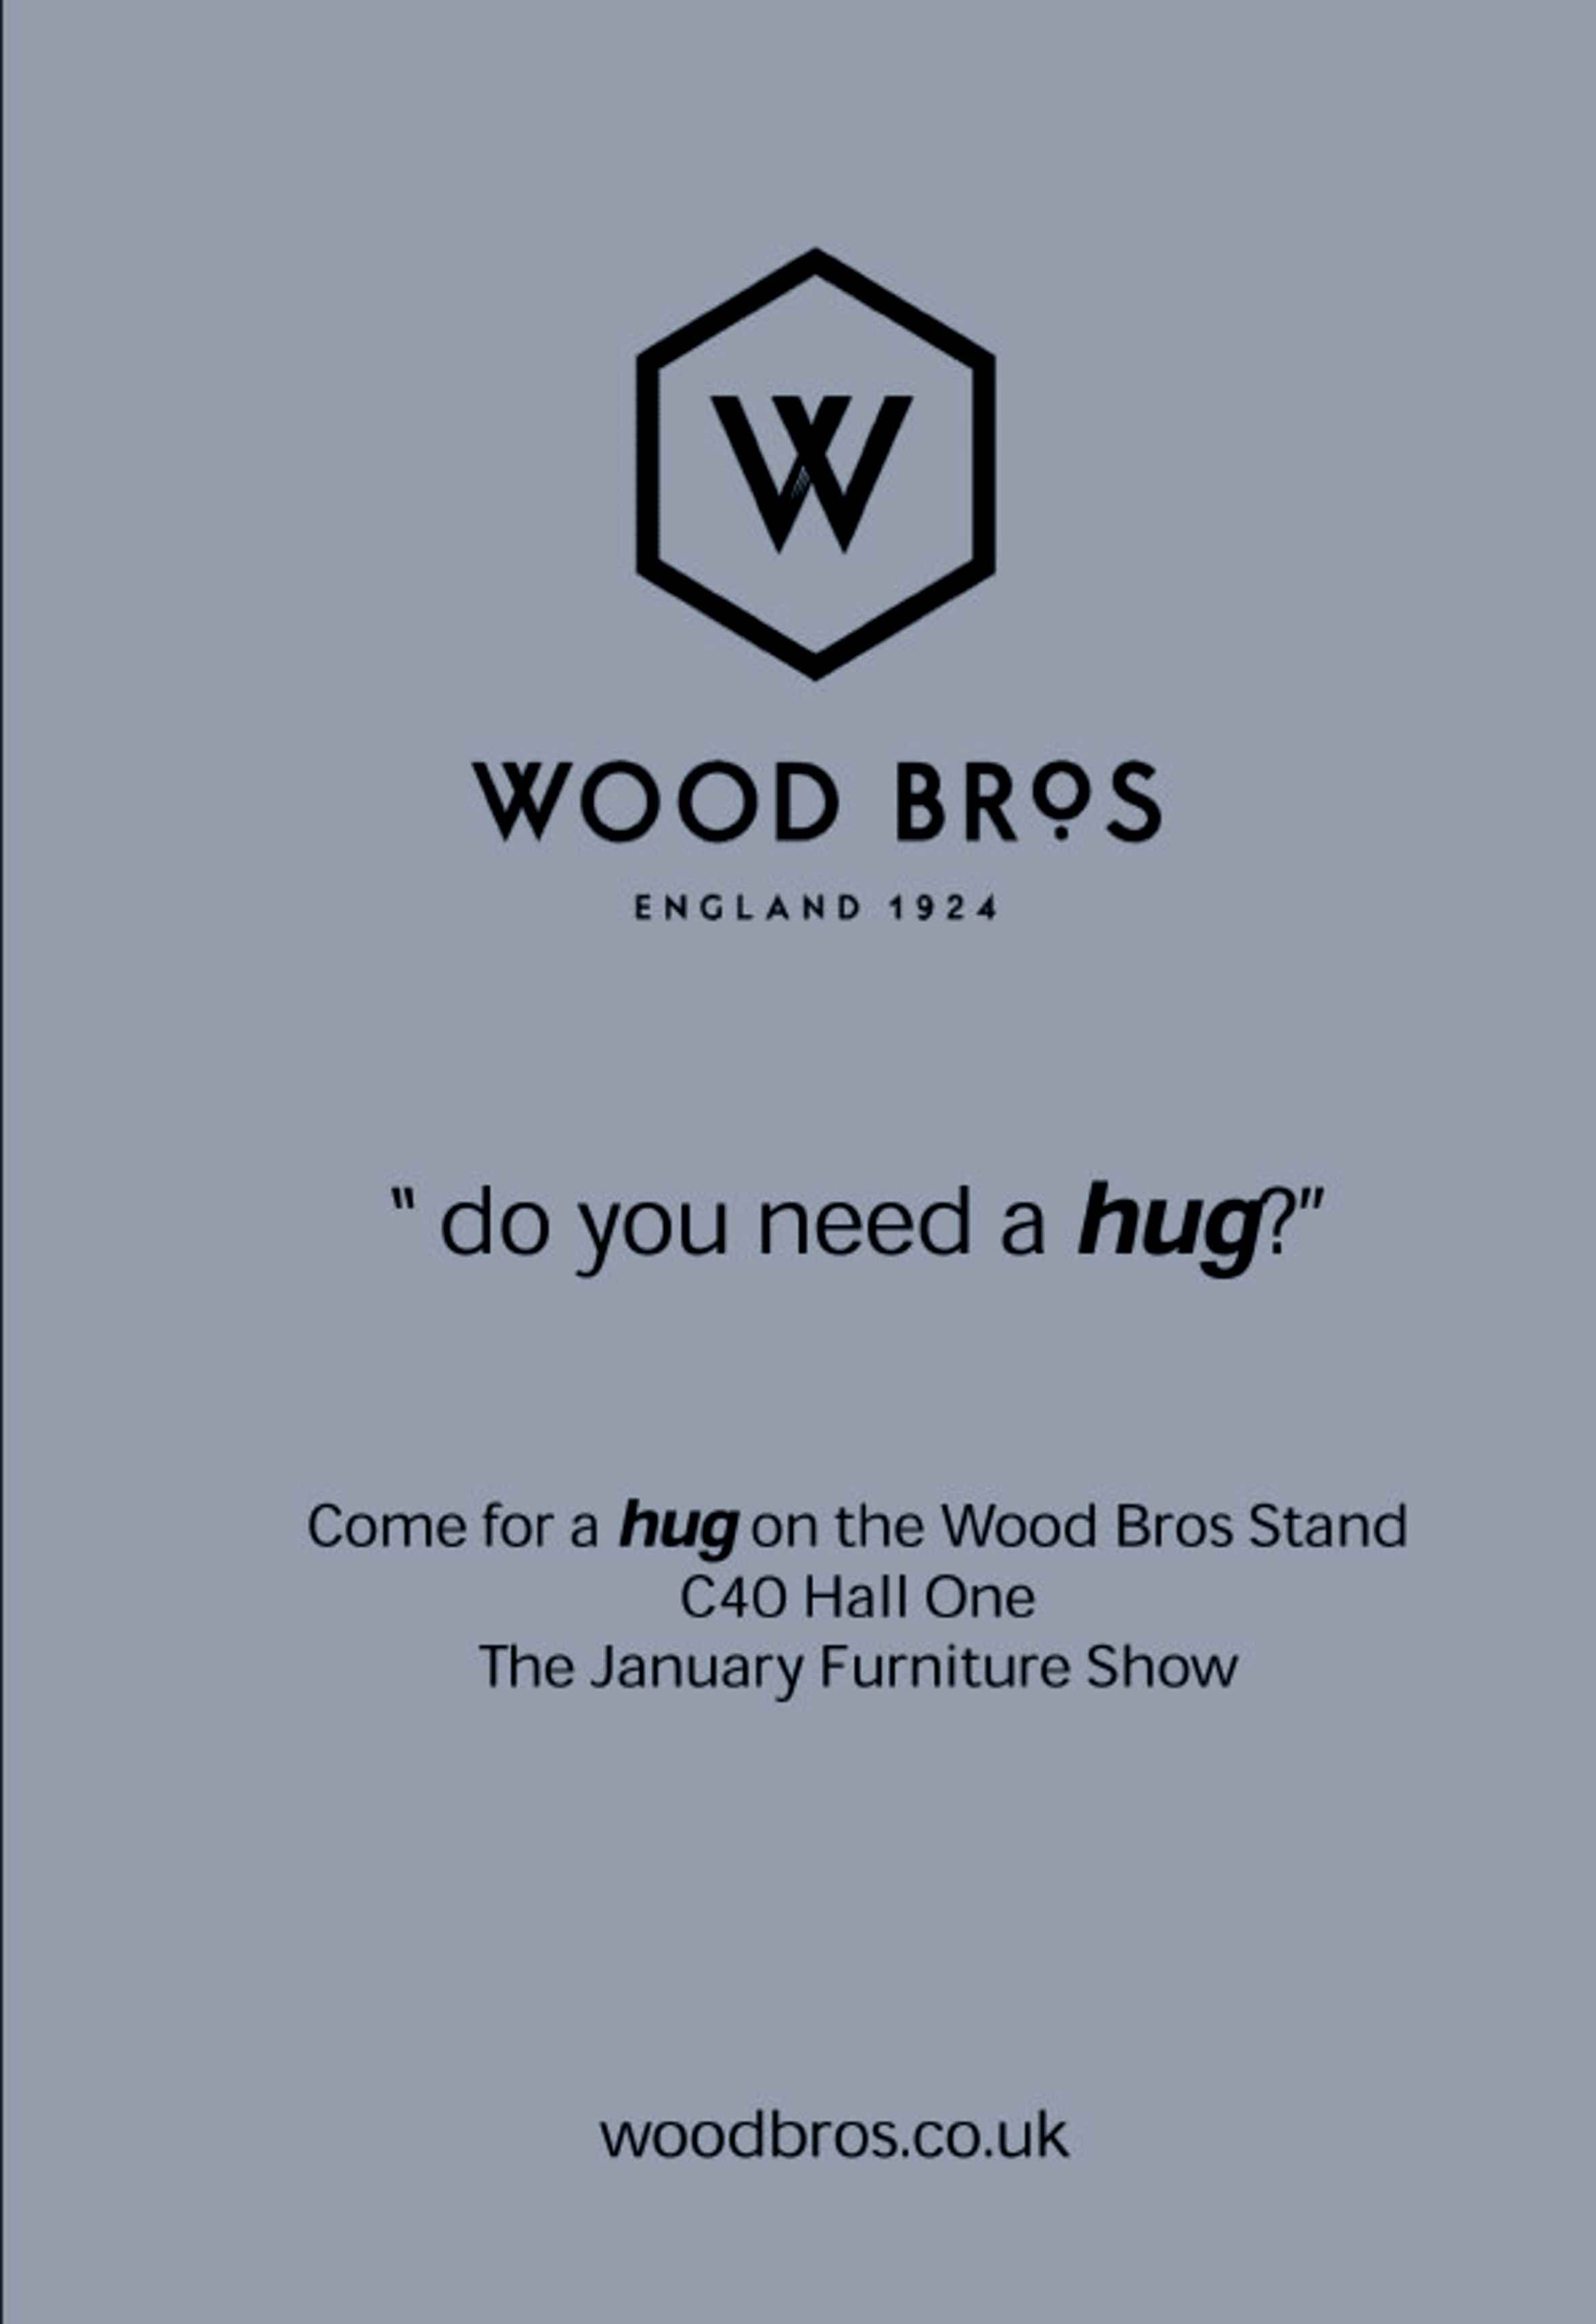 W
WOOD BROS
ENGLAND 1924
" do you need a hug?"
Come for a hug on the Wood Bros Stand
C40 Hall One
The January Furniture Show
woodbros.co.uk